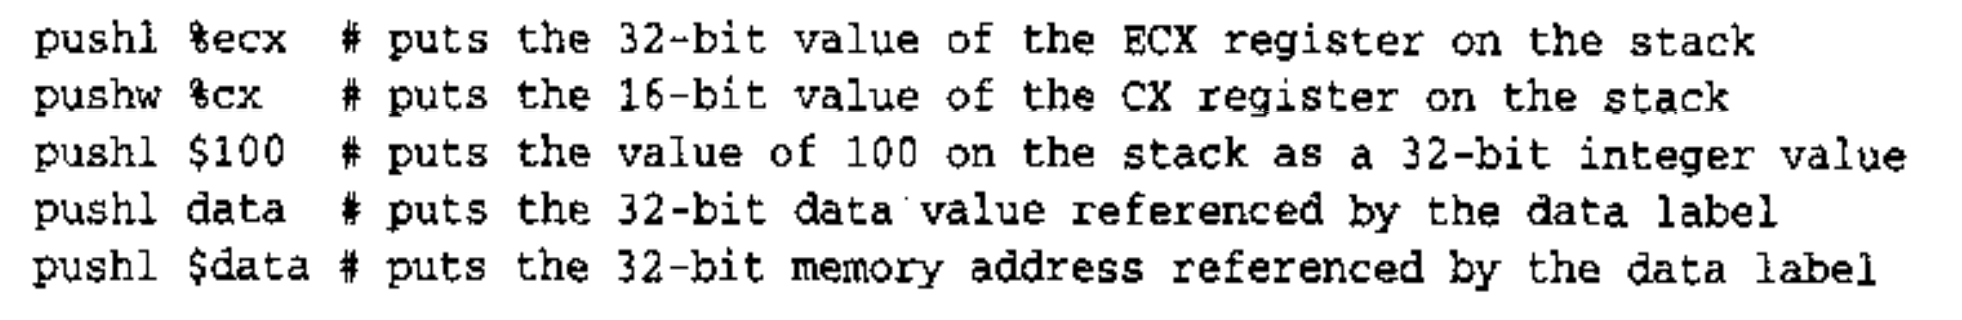 pushl %ecx  # puts the 32-bit value of the ECX register on the stack
pushw %cx   # puts the 16-bit value of the CX register on the stack
pushl $100  # puts the value of 100 on the stack as a 32-bit integer value
pushl data  # puts the 32-bit data value referenced by the data label
pushl $data # puts the 32-bit memory address referenced by the data label